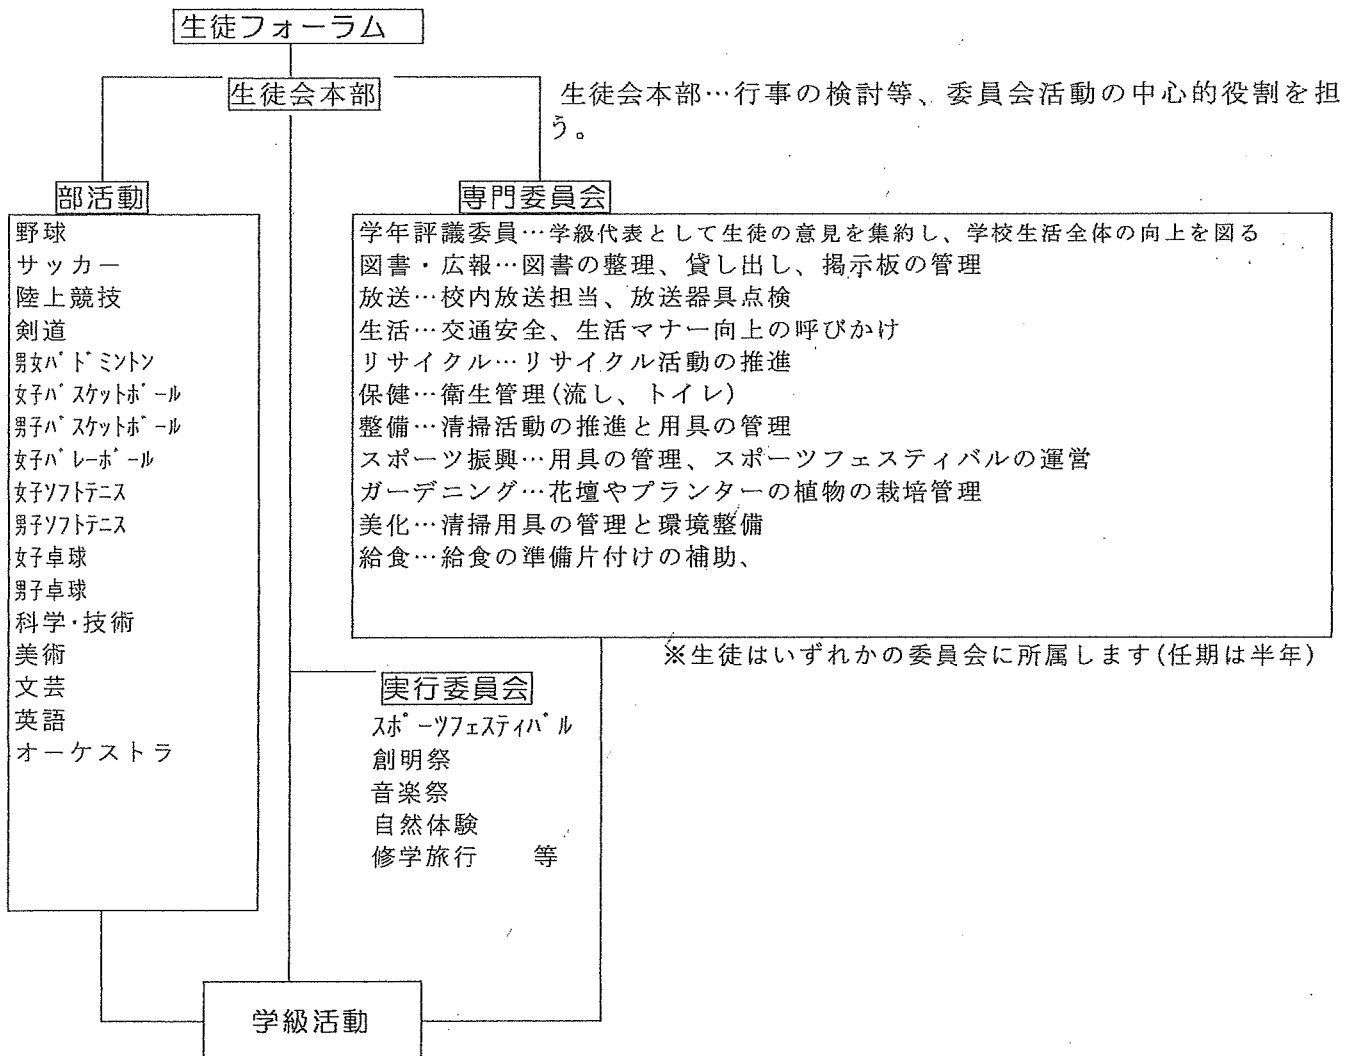 生徒フォーラム
生徒会本部
生徒会本部…行事の検討等、委員会活動の中心的役割を担
う。
部活動
野球
サッカー
陸上競技
剣道
男女バドミントン
女子バスケットボール
男子バスケットボール
女子バレーボール
女子ソフトテニス
男子ソフトテニス
女子卓球
男子卓球
科学・技術
美術
文芸
英語
オーケストラ
専門委員会
学年評議委員…学級代表として生徒の意見を集約し、学校生活全体の向上を図る
図書・広報…図書の整理、貸し出し、掲示板の管理
放送…校内放送担当、放送器具点検
生活…交通安全、生活マナー向上の呼びかけ
リサイクル…リサイクル活動の推進
保健…衛生管理(流し、トイレ)
整備…清掃活動の推進と用具の管理
スポーツ振興…用具の管理、スポーツフェスティバルの運営
ガーデニング…花壇やプランターの植物の栽培管理
美化…清掃用具の管理と環境整備
給食…給食の準備片付けの補助、
※生徒はいずれかの委員会に所属します(任期は半年)
実行委員会
スポーツフェスティバル
創明祭
音楽祭
自然体験
修学旅行　等
学級活動